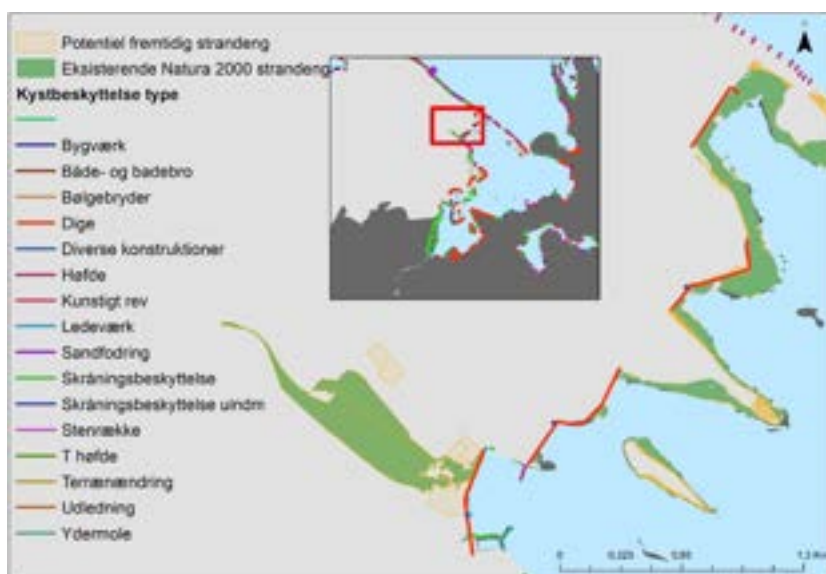 Potentiel fremtidig strandeng
Eksisterende Natura 2000 strandeng
Kystbeskyttelse type
Bygværk
Både- og badebro
Bølgebryder
Dige
Diverse konstruktioner
Høfde
Kunstigt rev
Ledeværk
Sandfodring
Skråningsbeskyttelse
Skråningsbeskyttelse uindm
Stenrække
T høfde
Terrænændring
Udledning
Ydermole
0